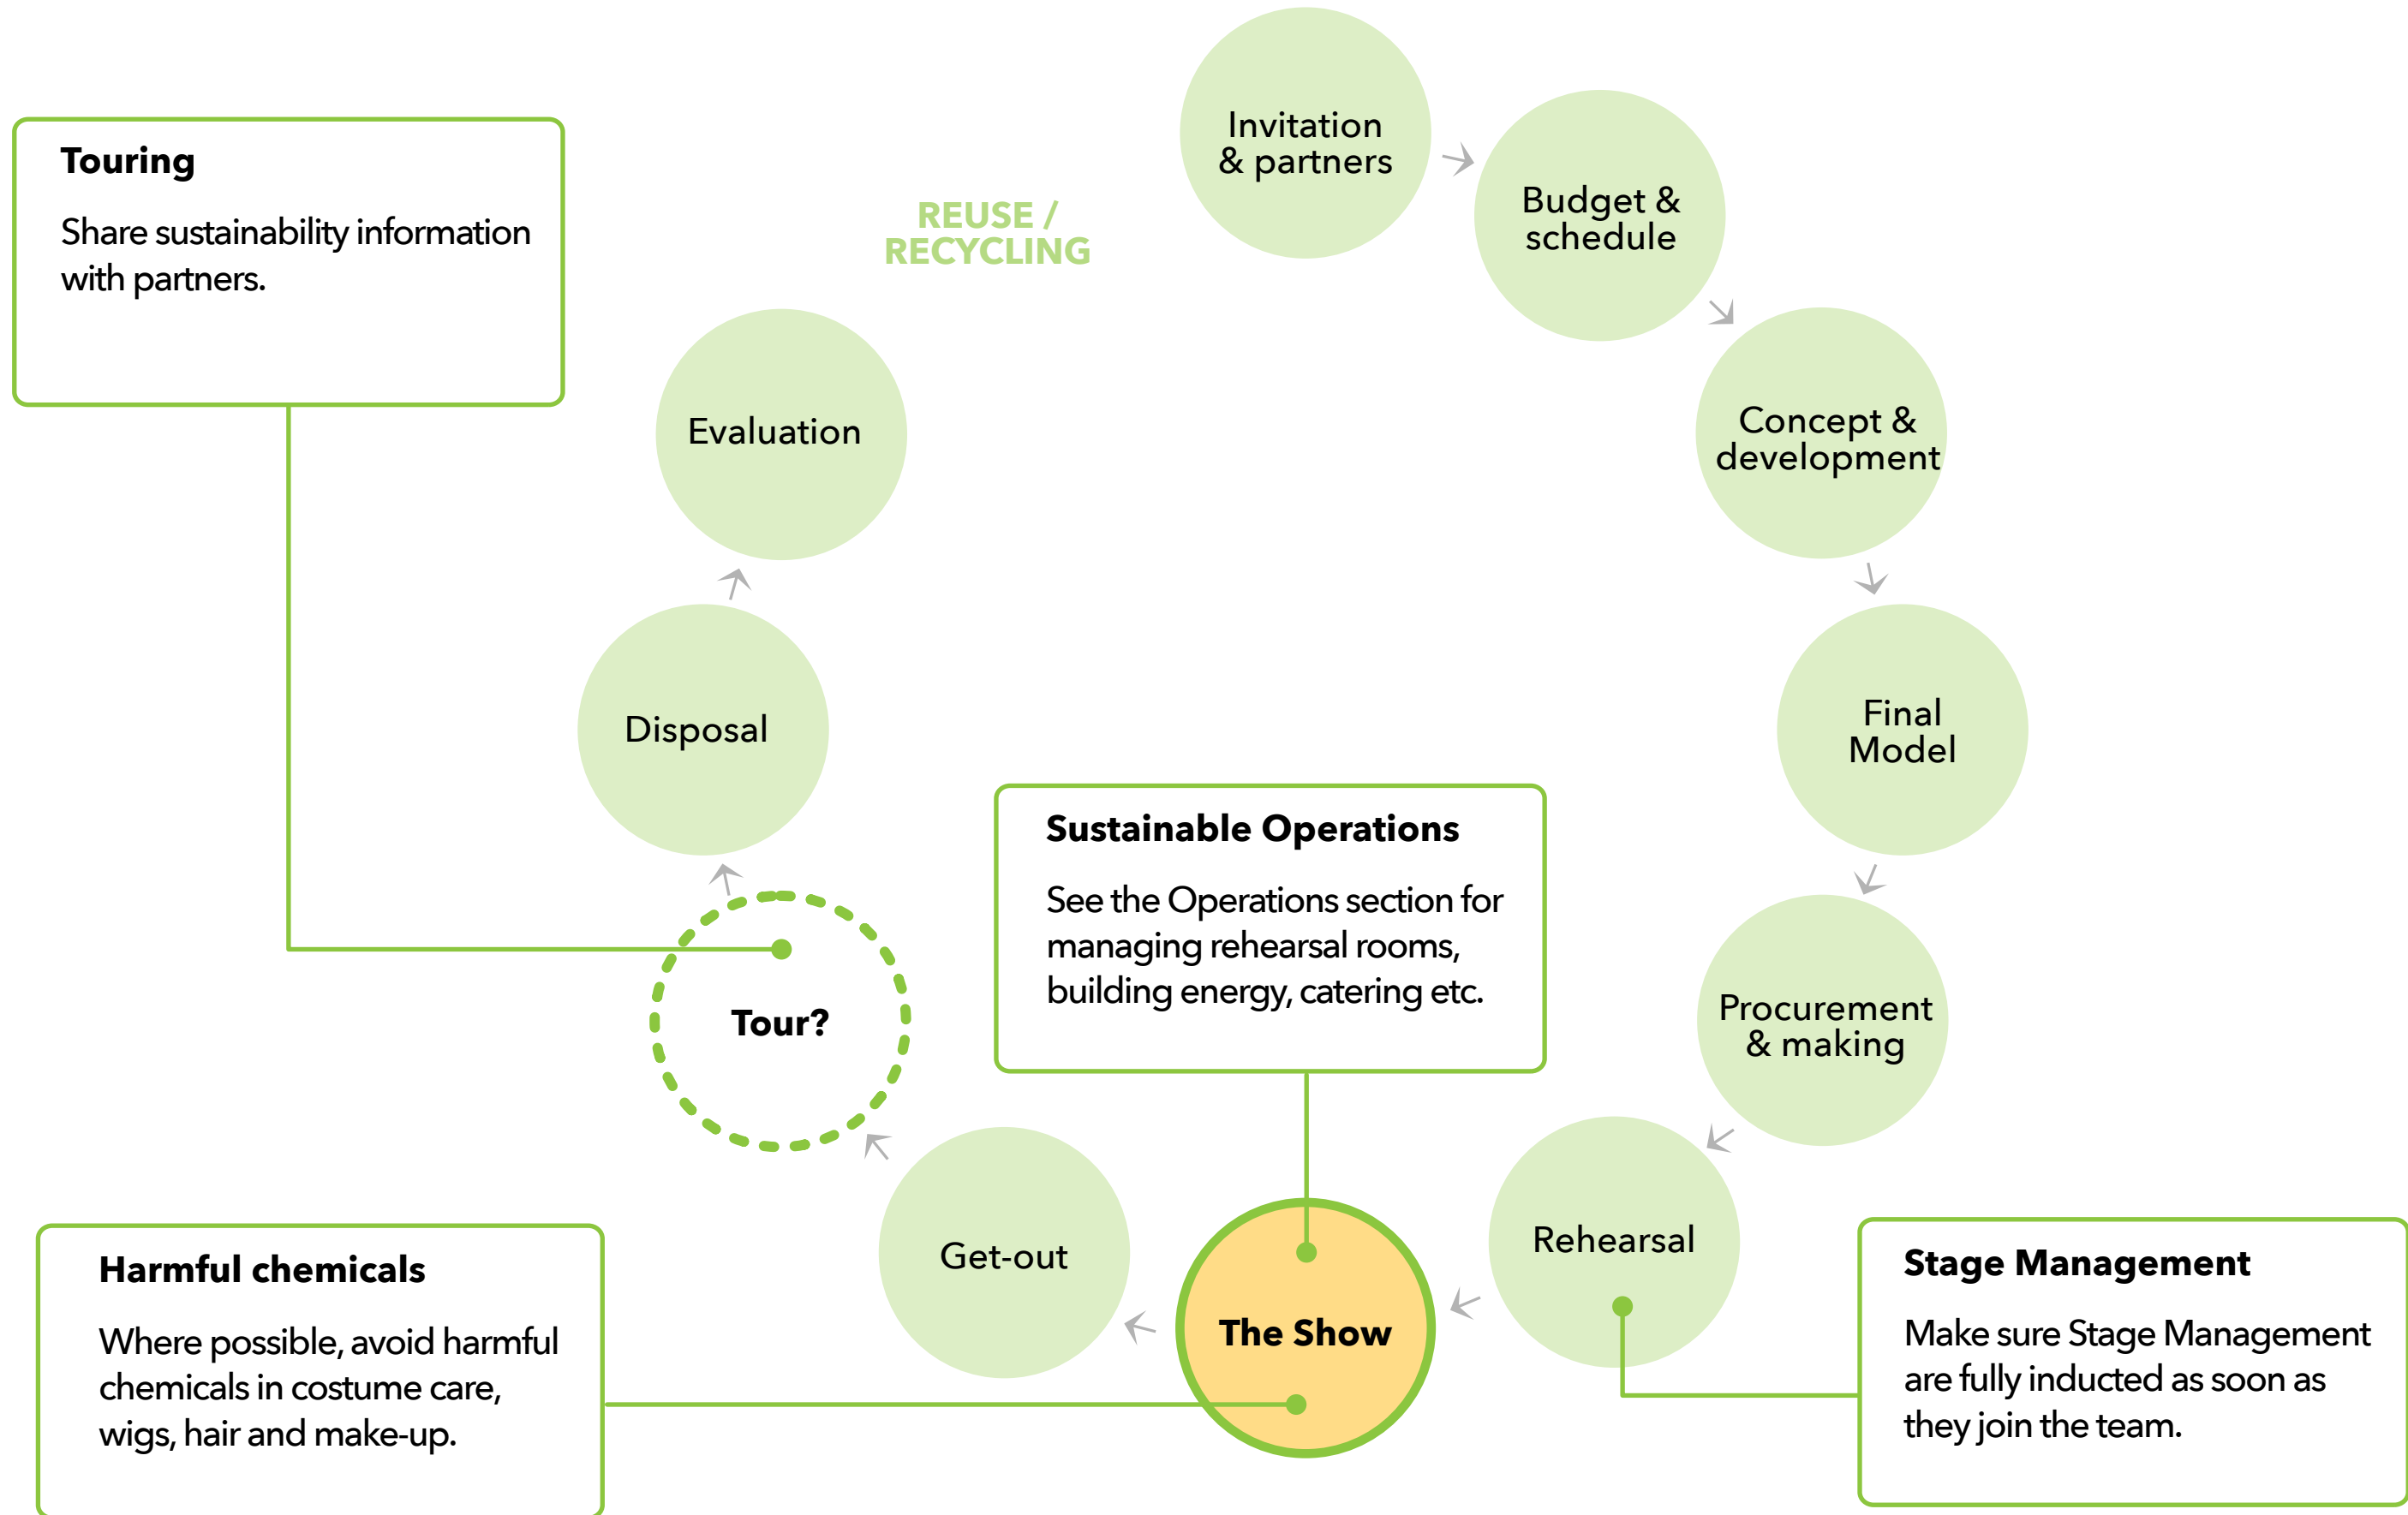 Touring
Share sustainability information
with partners.
REUSE /
RECYCLING
Invitation
& partners
Budget &
schedule
Concept &
development
Final
Model
Procurement
& making
Rehearsal
Stage Management
Make sure Stage Management
are fully inducted as soon as
they join the team.
The Show
Sustainable Operations
See the Operations section for
managing rehearsal rooms,
building energy, catering etc.
Harmful chemicals
Where possible, avoid harmful
chemicals in costume care,
wigs, hair and make-up.
Get-out
Tour?
Disposal
Evaluation